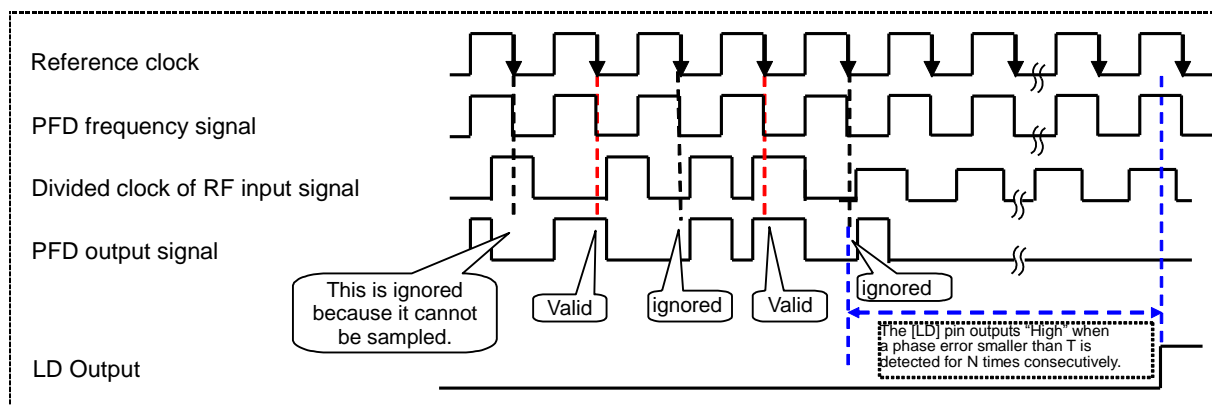 Reference clock
PFD frequency signal
Divided clock of RF input signal
PFD output signal
This is ignored
because it cannot
be sampled.
Valid
ignored
Valid
ignored
The [LD] pin outputs “High” when
a phase error smaller than T is
detected for N times consecutively.
LD Output